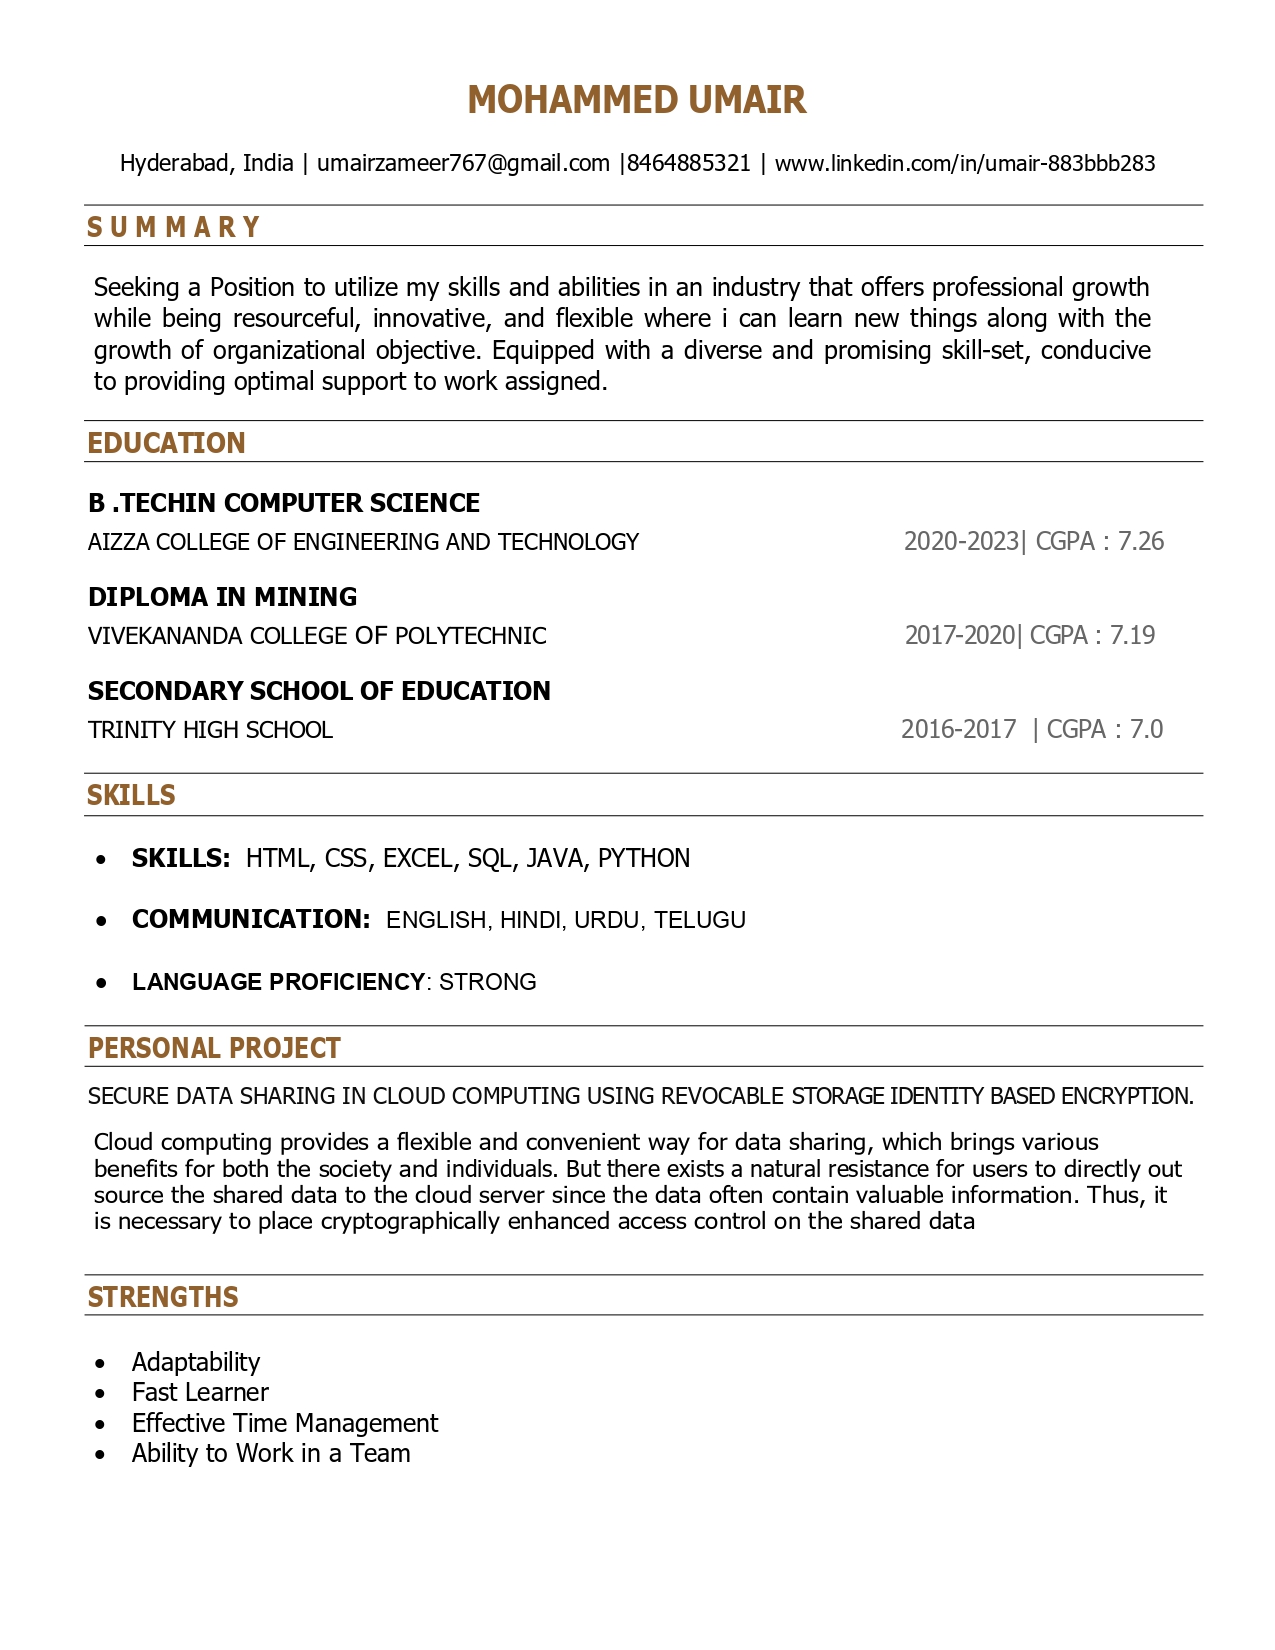 MOHAMMED UMAIR
Hyderabad, India | umairzameer767@gmail.com |8464885321 | www.linkedin.com/in/umair-883bbb283
SUMMARY
Seeking a Position to utilize my skills and abilities in an industry that offers professional growth
while being resourceful, innovative, and flexible where i can learn new things along with the
growth of organizational objective. Equipped with a diverse and promising skill-set, conducive
to providing optimal support to work assigned.
EDUCATION
B .TECHIN COMPUTER SCIENCE
AIZZA COLLEGE OF ENGINEERING AND TECHNOLOGY 2020-2023| CGPA : 7.26
DIPLOMA IN MINING
VIVEKANANDA COLLEGE OF POLYTECHNIC 2017-2020| CGPA : 7.19
SECONDARY SCHOOL OF EDUCATION
TRINITY HIGH SCHOOL 2016-2017 | CGPA : 7.0
SKILLS
• SKILLS: HTML, CSS, EXCEL, SQL, JAVA, PYTHON
• COMMUNICATION: ENGLISH, HINDI, URDU, TELUGU
• LANGUAGE PROFICIENCY: STRONG
PERSONAL PROJECT
SECURE DATA SHARING IN CLOUD COMPUTING USING REVOCABLE STORAGE IDENTITY BASED ENCRYPTION.
Cloud computing provides a flexible and convenient way for data sharing, which brings various
benefits for both the society and individuals. But there exists a natural resistance for users to directly out
source the shared data to the cloud server since the data often contain valuable information. Thus, it
is necessary to place cryptographically enhanced access control on the shared data
STRENGTHS
• Adaptability
• Fast Learner
• Effective Time Management
• Ability to Work in a Team